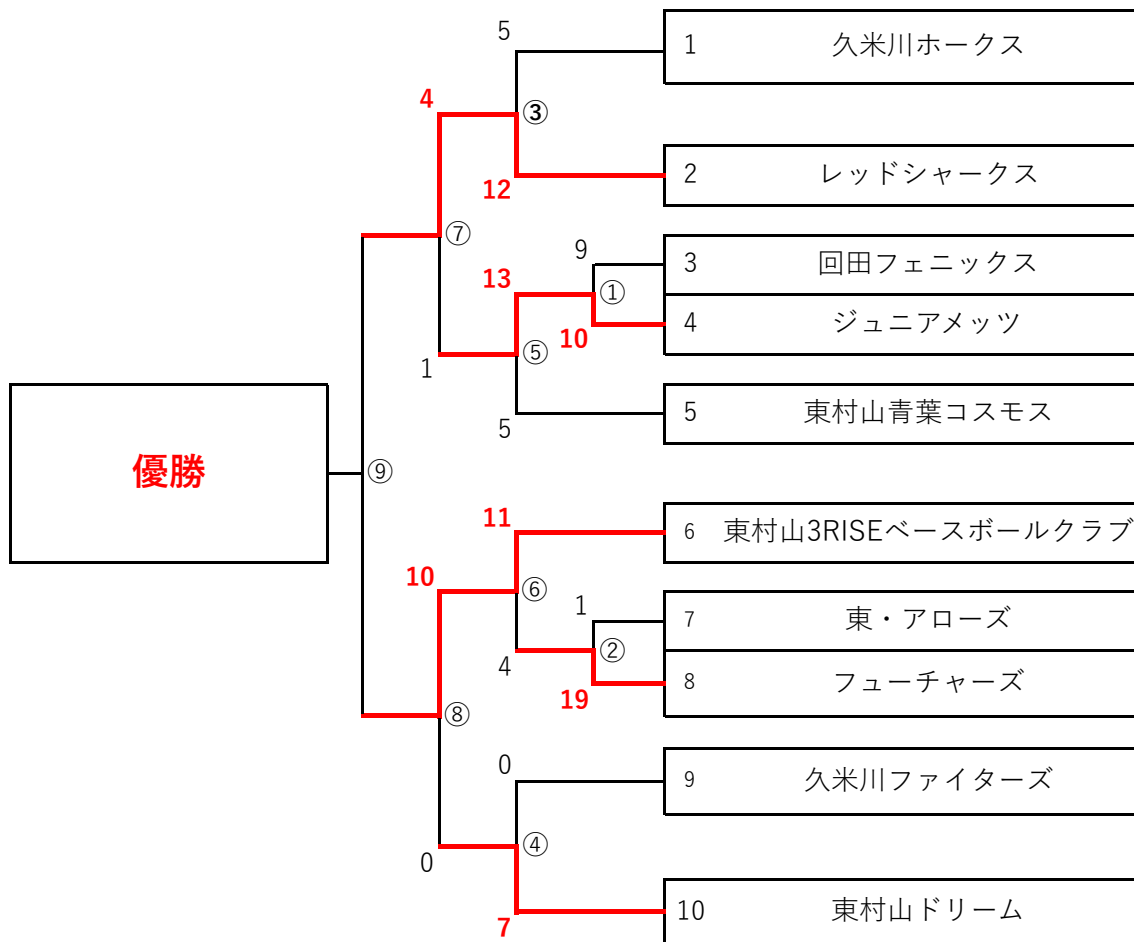 5
1 久米川ホークス
4
③
12
2 レッドシャークス
⑦
9
3 回田フェニックス
13
①
10
4 ジュニアメッツ
1
⑤
5
5 東村山青葉コスモス
優勝
⑨
11
6 東村山3RISEベースボールクラブ
10
⑥
1
7 東・アローズ
4
②
19
8 フューチャーズ
⑧
0
9 久米川ファイターズ
0
④
7
10 東村山ドリーム